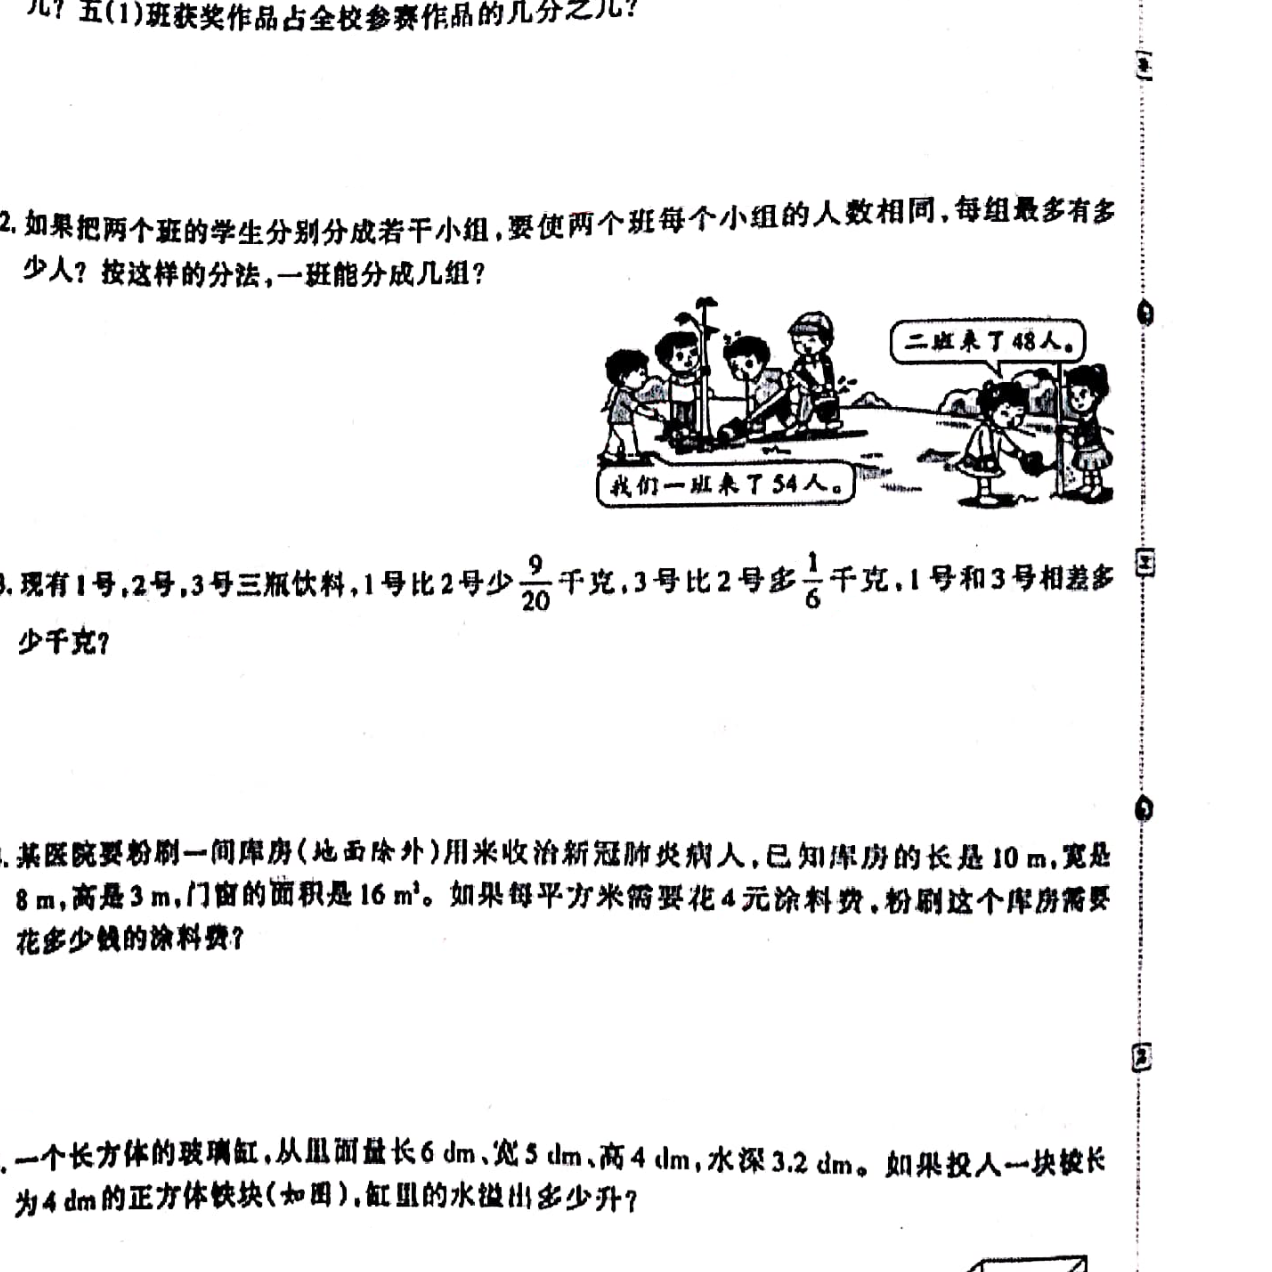 几？五(1)班获奖作品占全校参赛作品的几分之几？
2. 如果把两个班的学生分别分成若干小组，要使两个班每个小组的人数相同，每组最多有多
少人？按这样的分法，一班能分成几组？
二班来了48人。
我们一班来了54人。
3. 现有1号，2号，3号三瓶饮料，1号比2号少9/20千克，3号比2号多1/6千克，1号和3号相差多
少千克？
. 某医院要粉刷一间库房(地面除外)用来收治新冠肺炎病人，已知库房的长是10 m，宽是
8 m，高是3 m，门窗的面积是16 m²。如果每平方米需要花4元涂料费，粉刷这个库房需要
花多少钱的涂料费？
. 一个长方体的玻璃缸，从里面量长6 dm、宽5 dm、高4 dm，水深3.2 dm。如果投入一块棱长
为4 dm的正方体铁块(如图)，缸里的水溢出多少升？